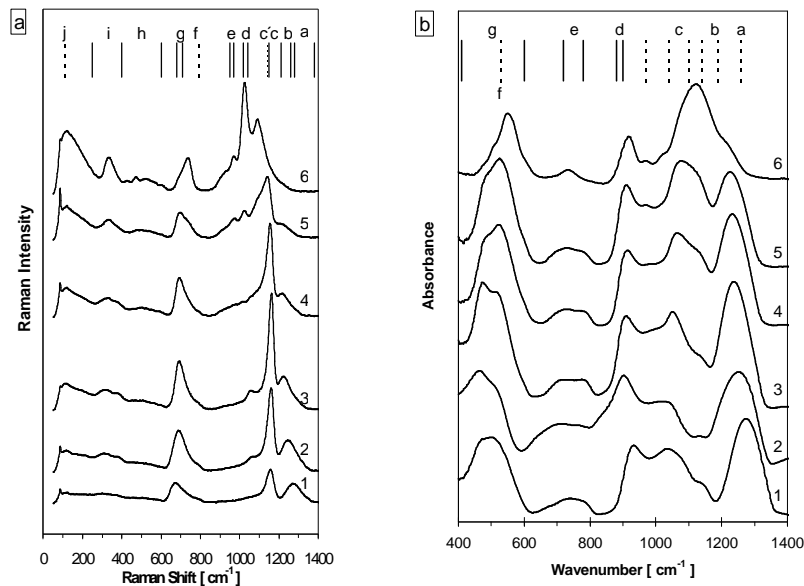 a
j i h g f e d c´ c b a
6
5
4
3
2
1
Raman Intensity
0 200 400 600 800 1000 1200 1400
Raman Shift [ cm-1 ]
b
g e d c b a
f
6
5
4
3
2
1
Absorbance
400 600 800 1000 1200 1400
Wavenumber [ cm-1 ]